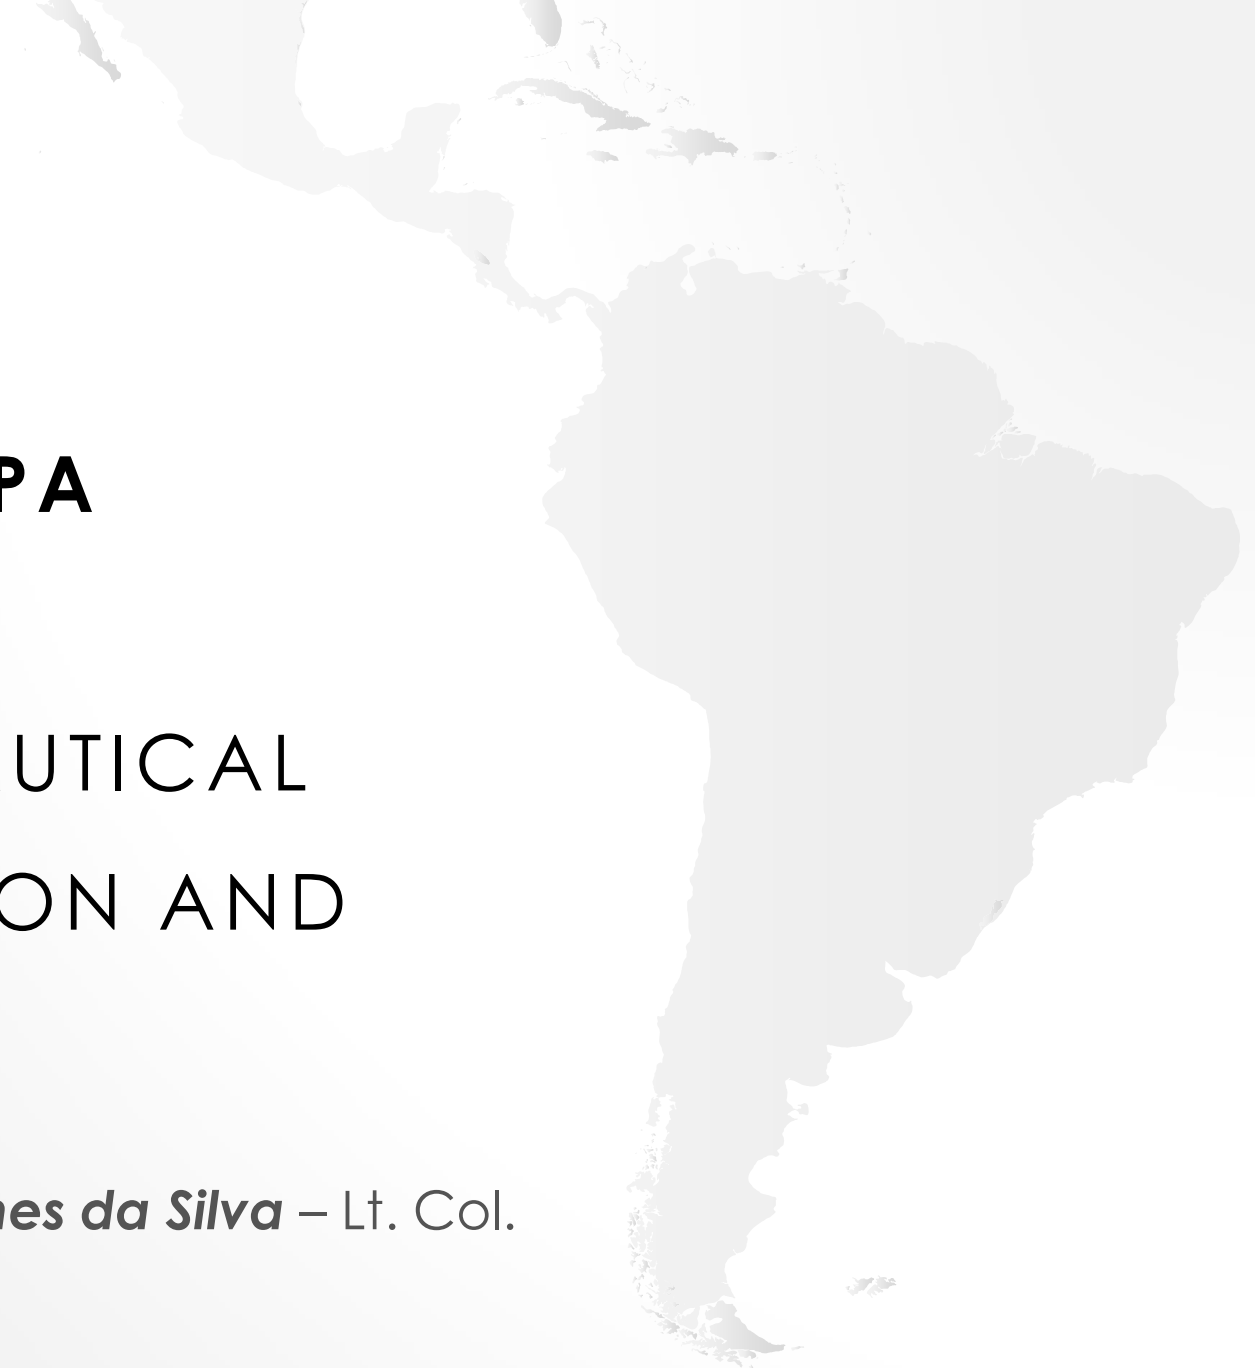 PA
UTICAL
ON AND
nes da Silva – Lt. Col.